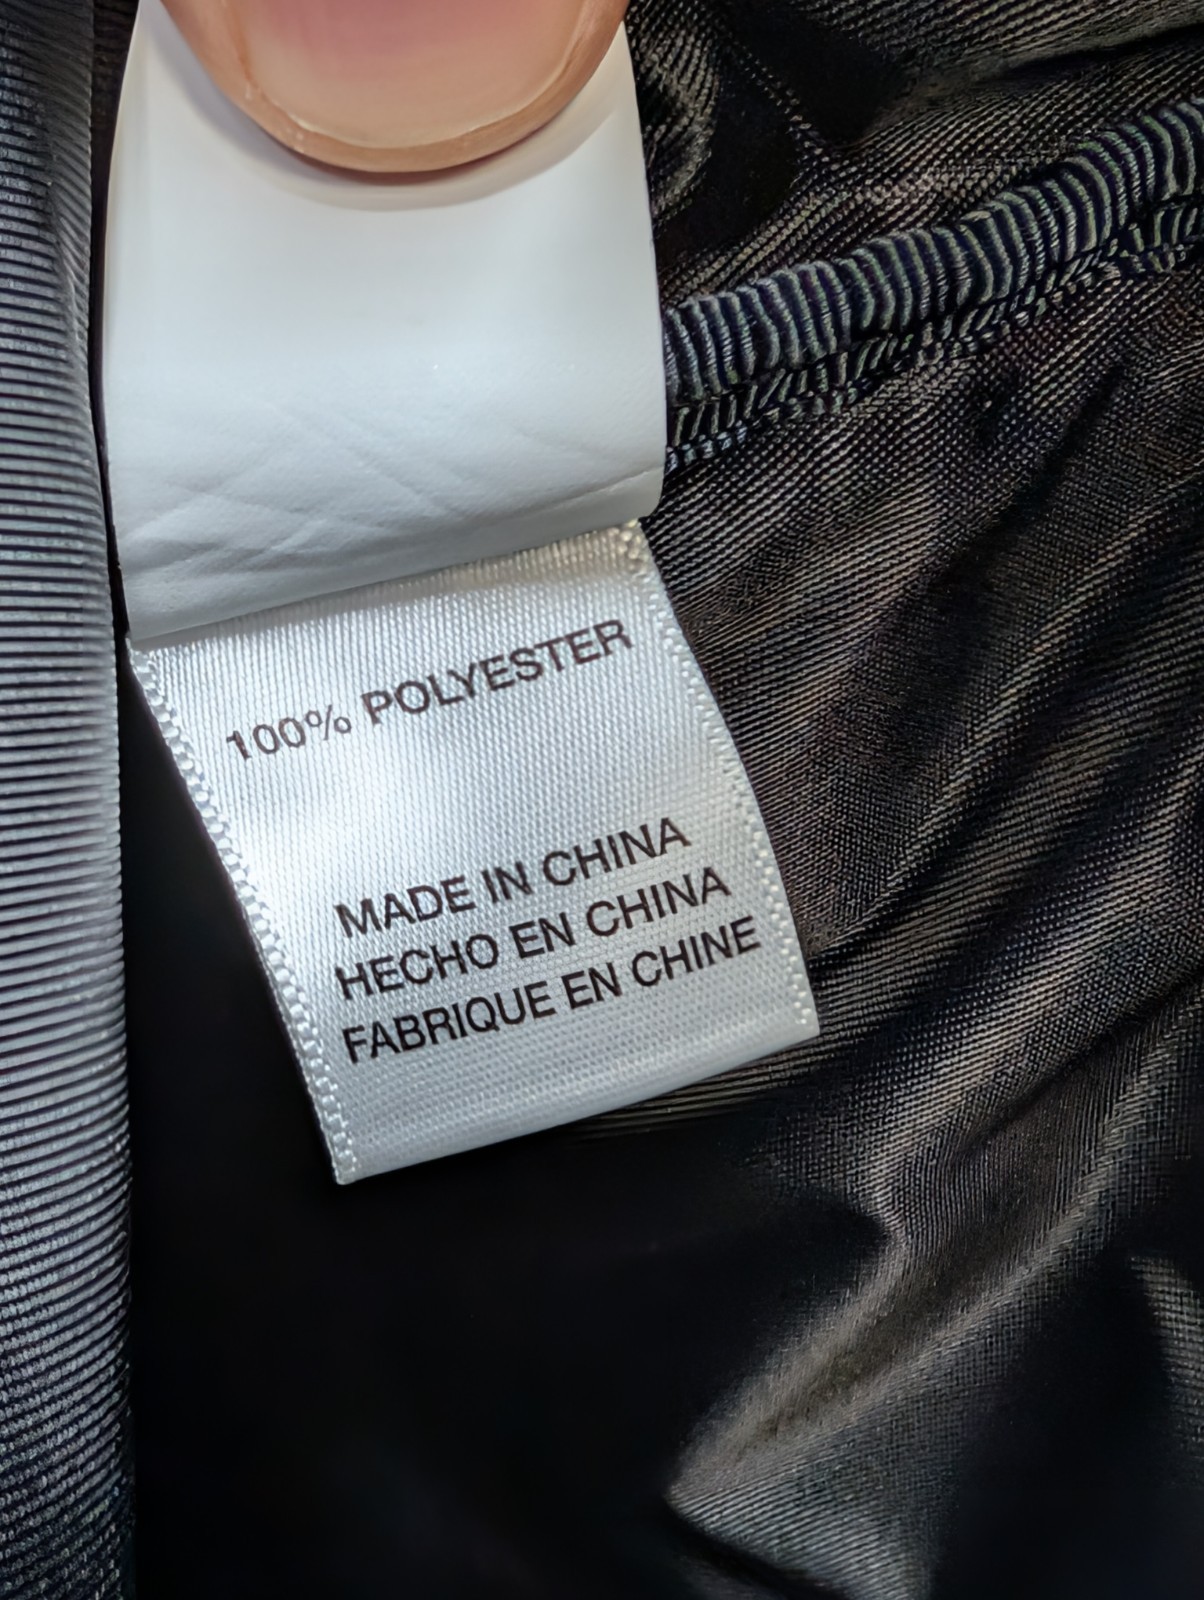 100% POLYESTER
MADE IN CHINA
HECHO EN CHINA
FABRIQUE EN CHINE